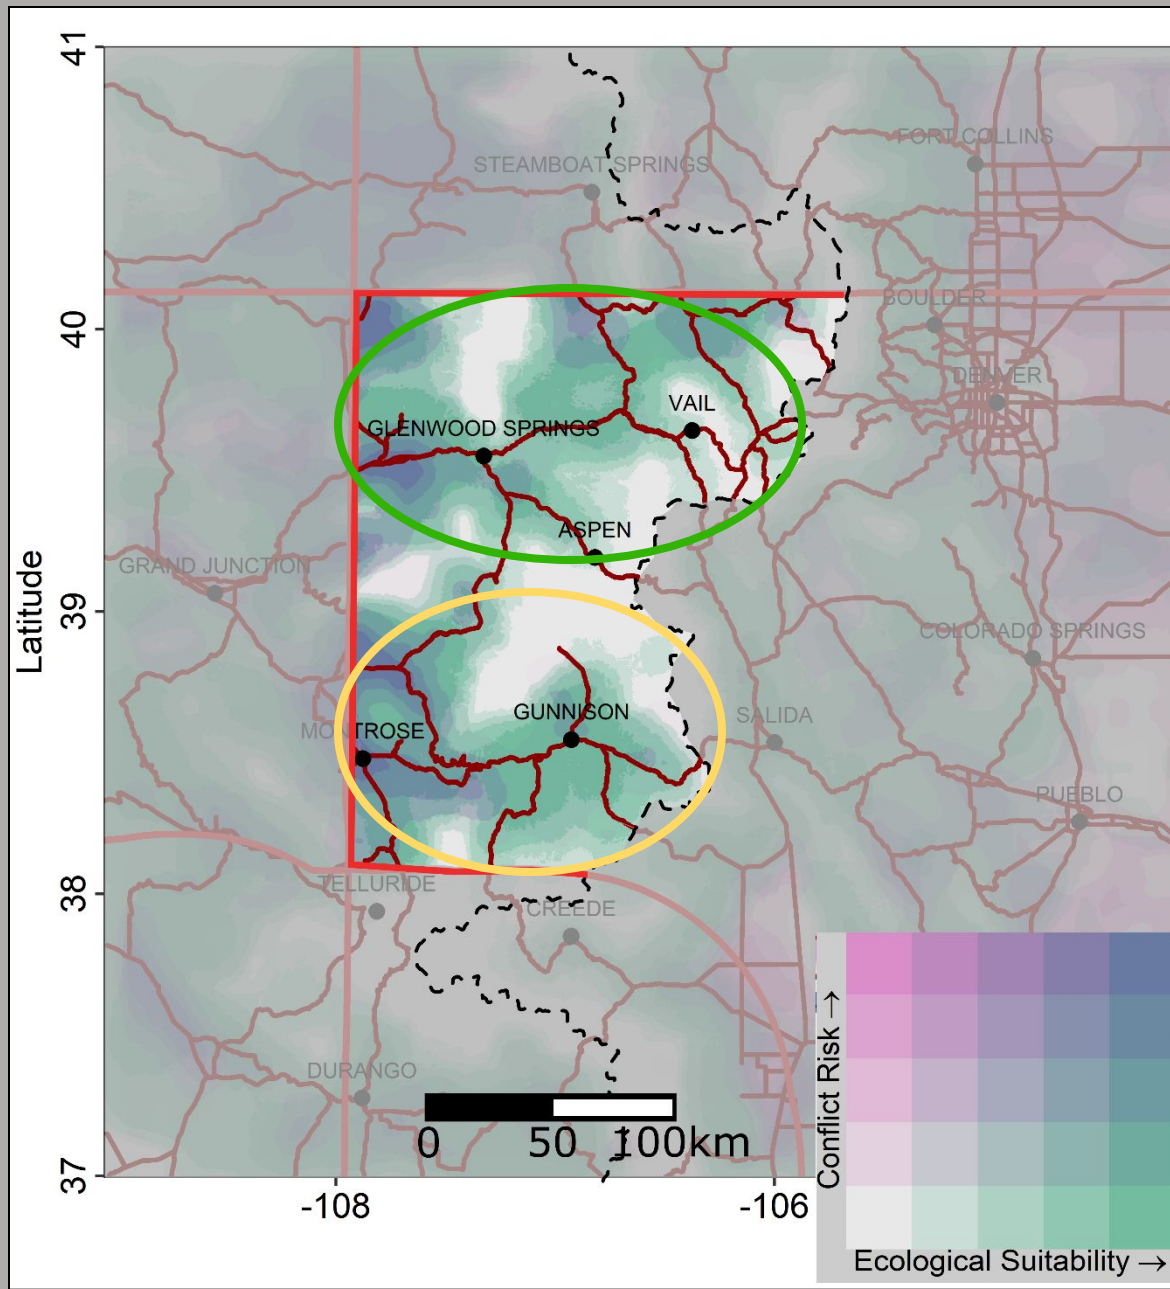 41
FORT COLLINS
STEAMBOAT SPRINGS
BOULDER
40
DENVER
VAIL
GLENWOOD SPRINGS
ASPEN
GRAND JUNCTION
39
COLORADO SPRINGS
Latitude
GUNNISON
SALIDA
MONTROSE
PUEBLO
38
TELLURIDE
CREEDE
DURANGO
0 50 100km
37
-108 -106
Conflict Risk →
Ecological Suitability →